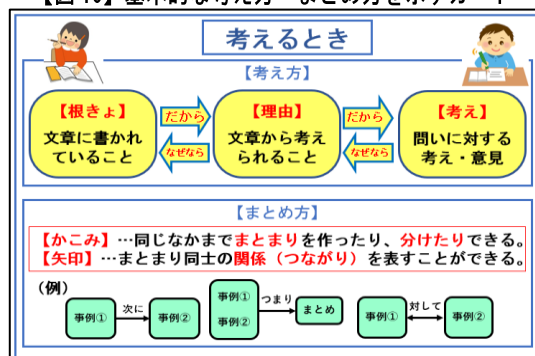 考えるとき
【考え方】
【根きょ】
文章に書かれ
ていること
だから
なぜなら
【理由】
文章から考え
られること
だから
なぜなら
【考え】
問いに対する
考え・意見
【まとめ方】
【かこみ】…同じなかまでまとまりを作ったり、分けたりできる。
【矢印】…まとまり同士の関係(つながり)を表すことができる。
(例)
事例①
次に
事例②
事例①
事例②
つまり
まとめ
事例①
対して
事例②